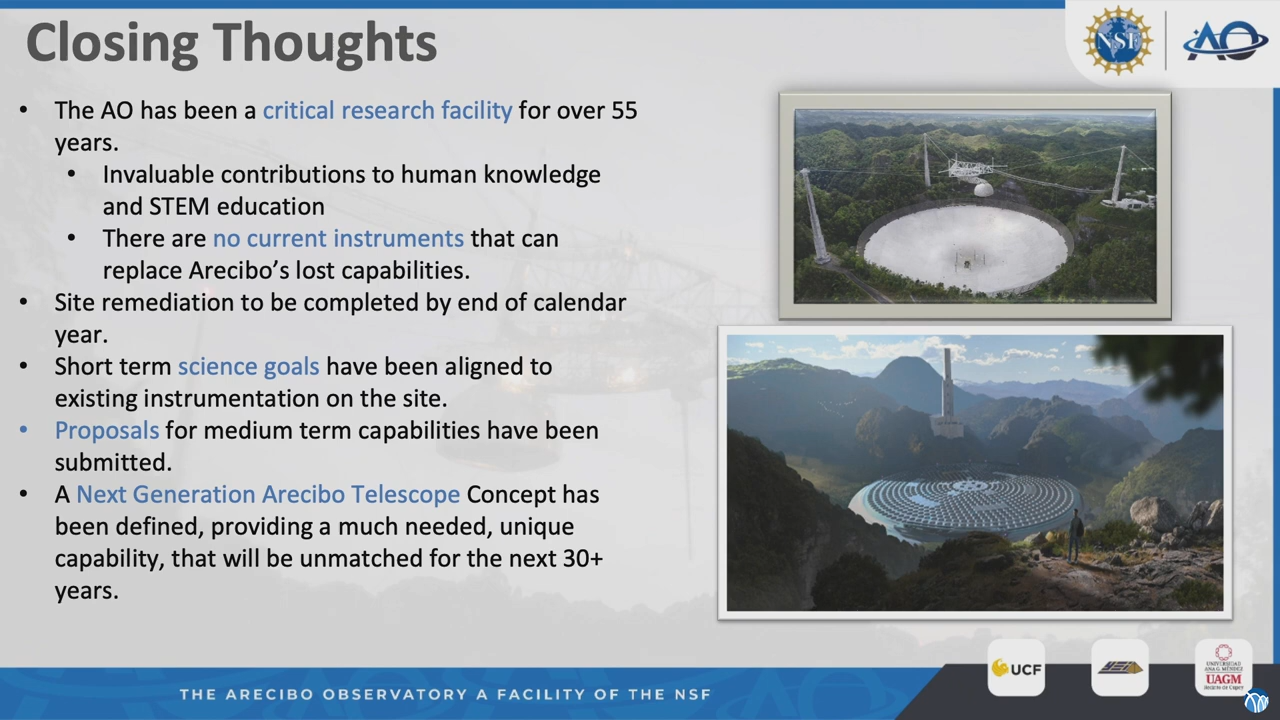 Closing Thoughts
NSF
AO
• The AO has been a critical research facility for over 55
years.
• Invaluable contributions to human knowledge
and STEM education
• There are no current instruments that can
replace Arecibo’s lost capabilities.
• Site remediation to be completed by end of calendar
year.
• Short term science goals have been aligned to
existing instrumentation on the site.
• Proposals for medium term capabilities have been
submitted.
• A Next Generation Arecibo Telescope Concept has
been defined, providing a much needed, unique
capability, that will be unmatched for the next 30+
years.
THE ARECIBO OBSERVATORY A FACILITY OF THE NSF
UCF
UNIVERSIDAD
ANA G. MÉNDEZ
UAGM